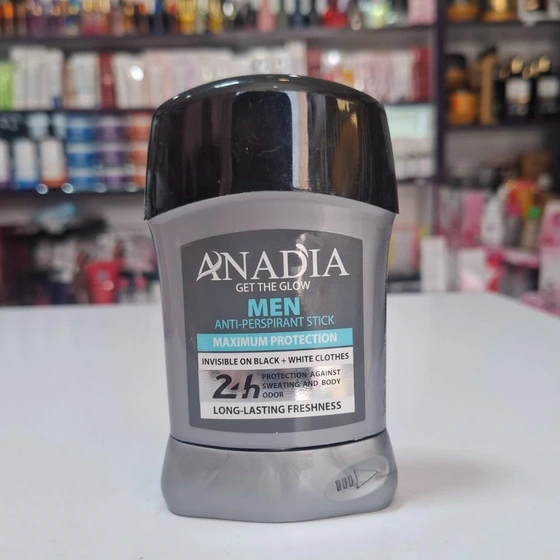 ANADIA
GET THE GLOW
MEN
ANTI-PERSPIRANT STICK
MAXIMUM PROTECTION
INVISIBLE ON BLACK + WHITE CLOTHES
24h PROTECTION AGAINST
SWEATING AND BODY
ODOR
LONG-LASTING FRESHNESS